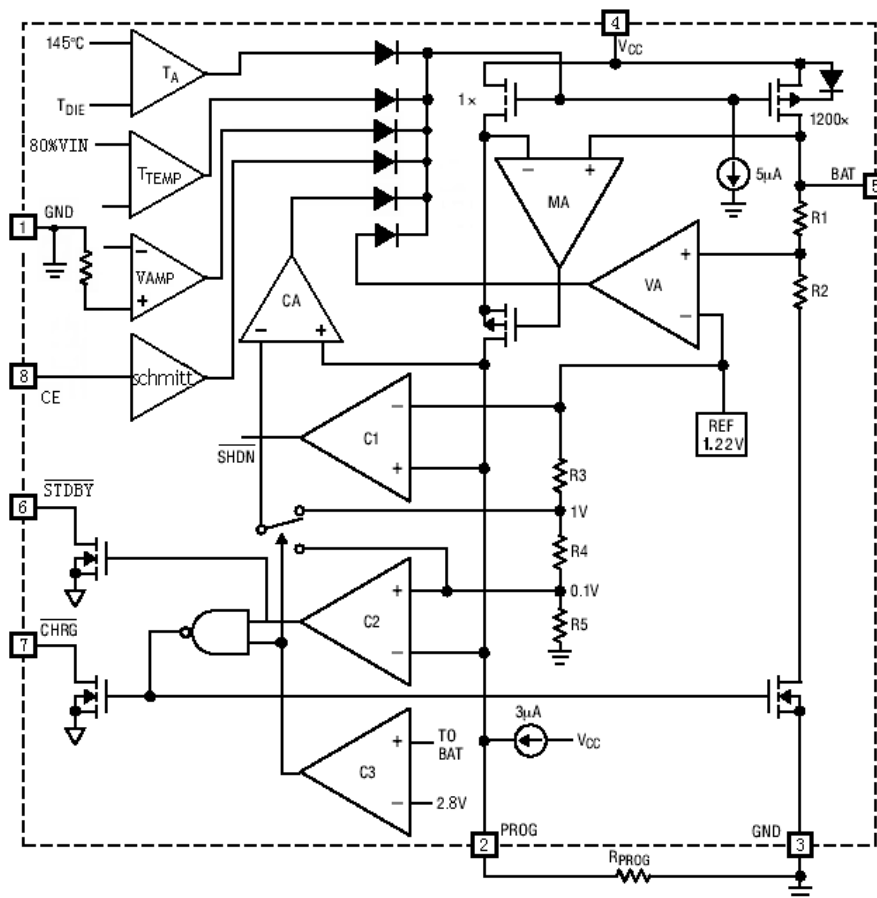 4
VCC
145°C
TA
TDIE
1×
1200×
80%VIN
TTEMP
− +
MA
5µA
BAT
5
1
GND
R1
−
VAMP
+
CA
− +
VA
+
−
R2
8
CE
schmitt
REF
1.22V
SHDN
C1
−
+
R3
6
STDBY
1V
R4
+
C2
−
0.1V
R5
7
CHRG
3µA
VCC
C3
+
−
TO
BAT
2.8V
2
PROG
GND
3
RPROG